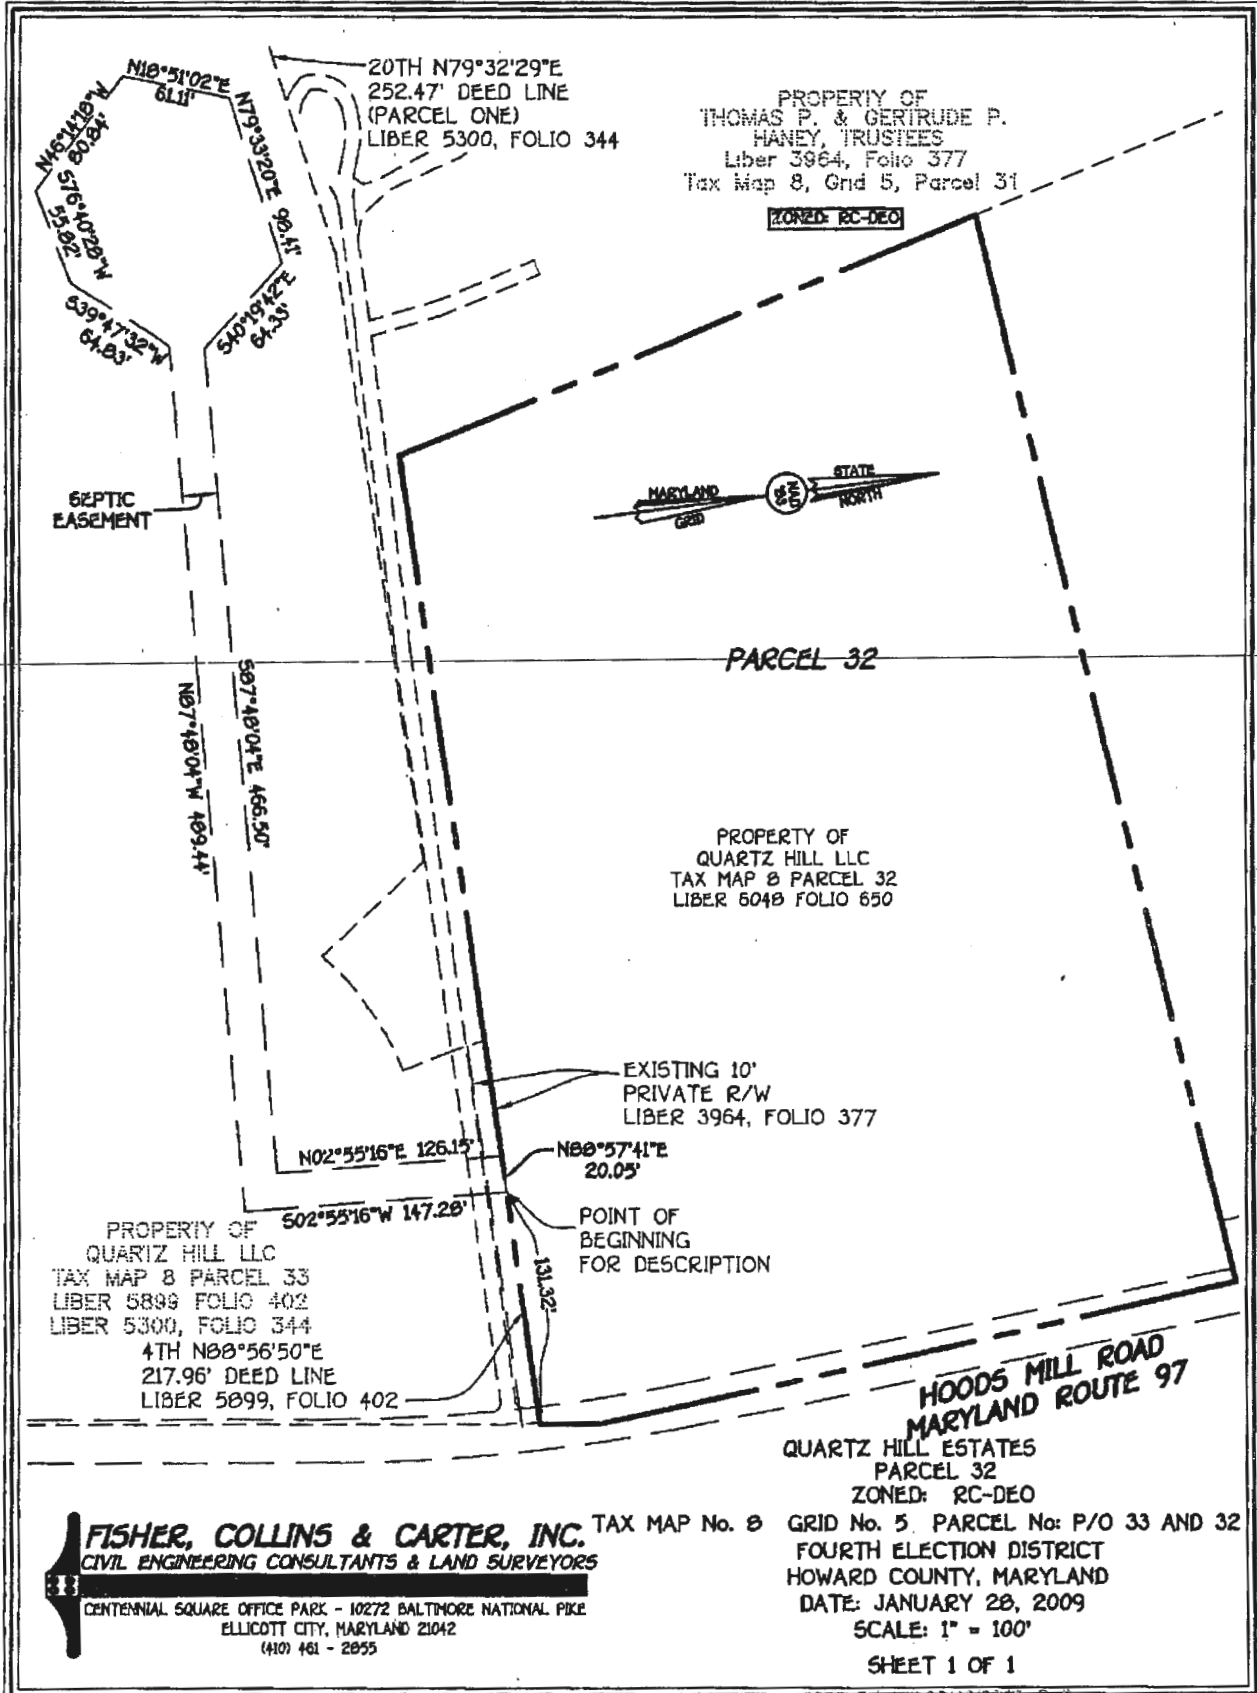 N18°51'02"E
61.11'
N46°14'18"W
80.84'
N79°33'20"E 98.41'
S76°40'28"W
55.82'
S39°47'32"W
64.83'
S40°19'42"E
64.33'
20TH N79°32'29"E
252.47' DEED LINE
(PARCEL ONE)
LIBER 5300, FOLIO 344
PROPERTY OF
THOMAS P. & GERTRUDE P.
HANEY, TRUSTEES
Liber 3964, Folio 377
Tax Map 8, Grid 5, Parcel 31
ZONED: RC-DEO
SEPTIC
EASEMENT
MARYLAND
GRID
NAD
83
STATE
NORTH
PARCEL 32
S87°48'04"E 466.50'
N87°48'04"W 489.44'
PROPERTY OF
QUARTZ HILL LLC
TAX MAP 8 PARCEL 32
LIBER 6048 FOLIO 650
EXISTING 10'
PRIVATE R/W
LIBER 3964, FOLIO 377
N02°55'16"E 126.15'
N88°57'41"E
20.05'
S02°55'16"W 147.28'
POINT OF
BEGINNING
FOR DESCRIPTION
131.32'
PROPERTY OF
QUARTZ HILL LLC
TAX MAP 8 PARCEL 33
LIBER 5899 FOLIO 402
LIBER 5300, FOLIO 344
4TH N88°56'50"E
217.96' DEED LINE
LIBER 5899, FOLIO 402
HOODS MILL ROAD
MARYLAND ROUTE 97
QUARTZ HILL ESTATES
PARCEL 32
ZONED: RC-DEO
TAX MAP No. 8 GRID No. 5 PARCEL No: P/O 33 AND 32
FOURTH ELECTION DISTRICT
HOWARD COUNTY, MARYLAND
DATE: JANUARY 28, 2009
SCALE: 1" = 100'
SHEET 1 OF 1
FISHER, COLLINS & CARTER, INC.
CIVIL ENGINEERING CONSULTANTS & LAND SURVEYORS
CENTENNIAL SQUARE OFFICE PARK - 10272 BALTIMORE NATIONAL PIKE
ELLICOTT CITY, MARYLAND 21042
(410) 461 - 2855